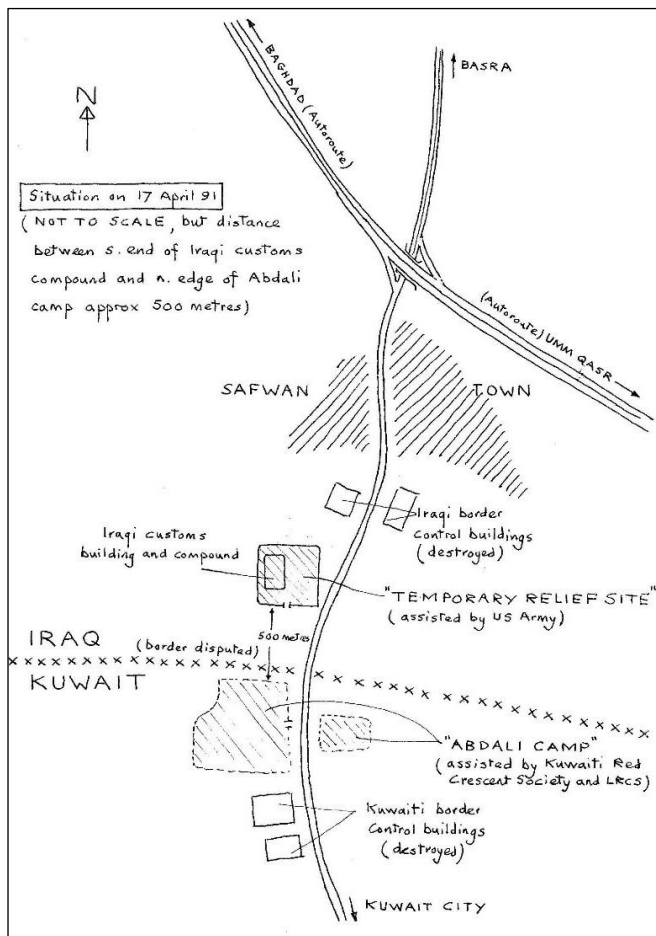 BAGHDAD (Autoroute)
BASRA
N
Situation on 17 April 91
(NOT TO SCALE, but distance
between s. end of Iraqi customs
compound and n. edge of Abdali
camp approx 500 metres)
(Autoroute) UMM QASR
SAFWAN TOWN
Iraqi border
control buildings
(destroyed)
Iraqi customs
building and compound
"TEMPORARY RELIEF SITE"
(assisted by US Army)
500 metres
IRAQ (border disputed)
KUWAIT
"ABDALI CAMP"
(assisted by Kuwaiti Red
Crescent Society and LRCS)
Kuwaiti border
control buildings
(destroyed)
KUWAIT CITY